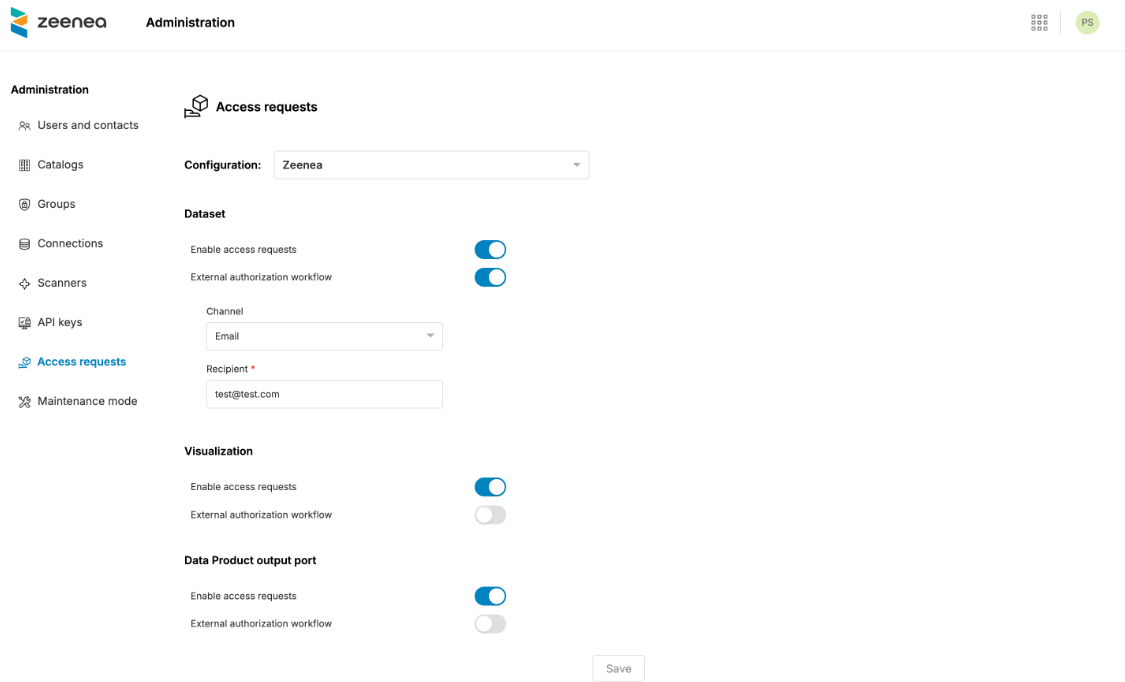 zeenea
Administration
PS
Administration
Users and contacts
Catalogs
Groups
Connections
Scanners
API keys
Access requests
Maintenance mode
Access requests
Configuration: Zeenea
Dataset
Enable access requests
External authorization workflow
Channel
Email
Recipient *
test@test.com
Visualization
Enable access requests
External authorization workflow
Data Product output port
Enable access requests
External authorization workflow
Save